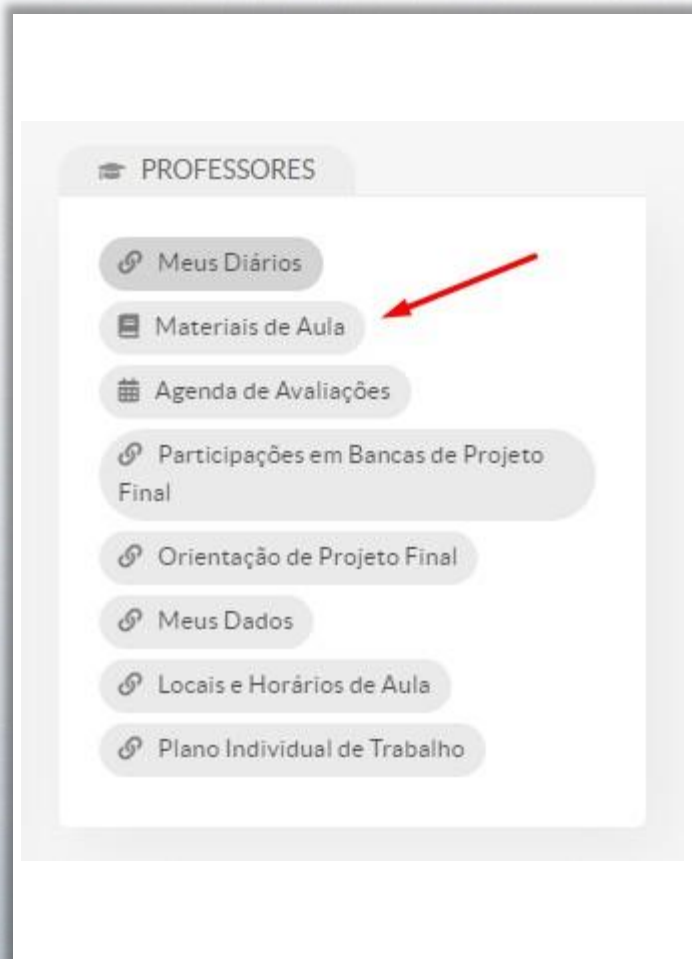 PROFESSORES
Meus Diários
Materiais de Aula
Agenda de Avaliações
Participações em Bancas de Projeto
Final
Orientação de Projeto Final
Meus Dados
Locais e Horários de Aula
Plano Individual de Trabalho